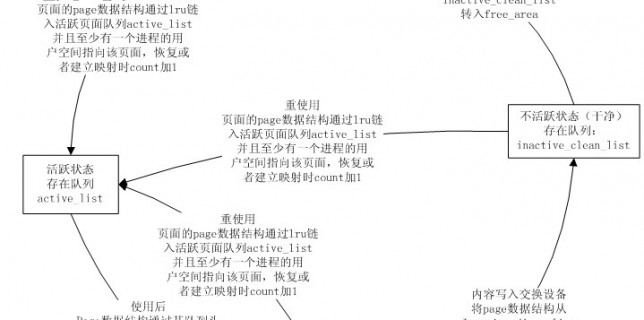 页面的page数据结构通过lru链
入活跃页面队列active_list
并且至少有一个进程的用
户空间指向该页面，恢复或
者建立映射时count加1
inactive_clean_list
转入free_area
重使用
页面的page数据结构通过lru链
入活跃页面队列active_list
并且至少有一个进程的用
户空间指向该页面，恢复或
者建立映射时count加1
不活跃状态（干净）
存在队列：
inactive_clean_list
活跃状态
存在队列
active_list
重使用
页面的page数据结构通过lru链
入活跃页面队列active_list
并且至少有一个进程的用
户空间指向该页面，恢复或
者建立映射时count加1
内容写入交换设备
将page数据结构从
使用后
Page数据结构通过其队列头